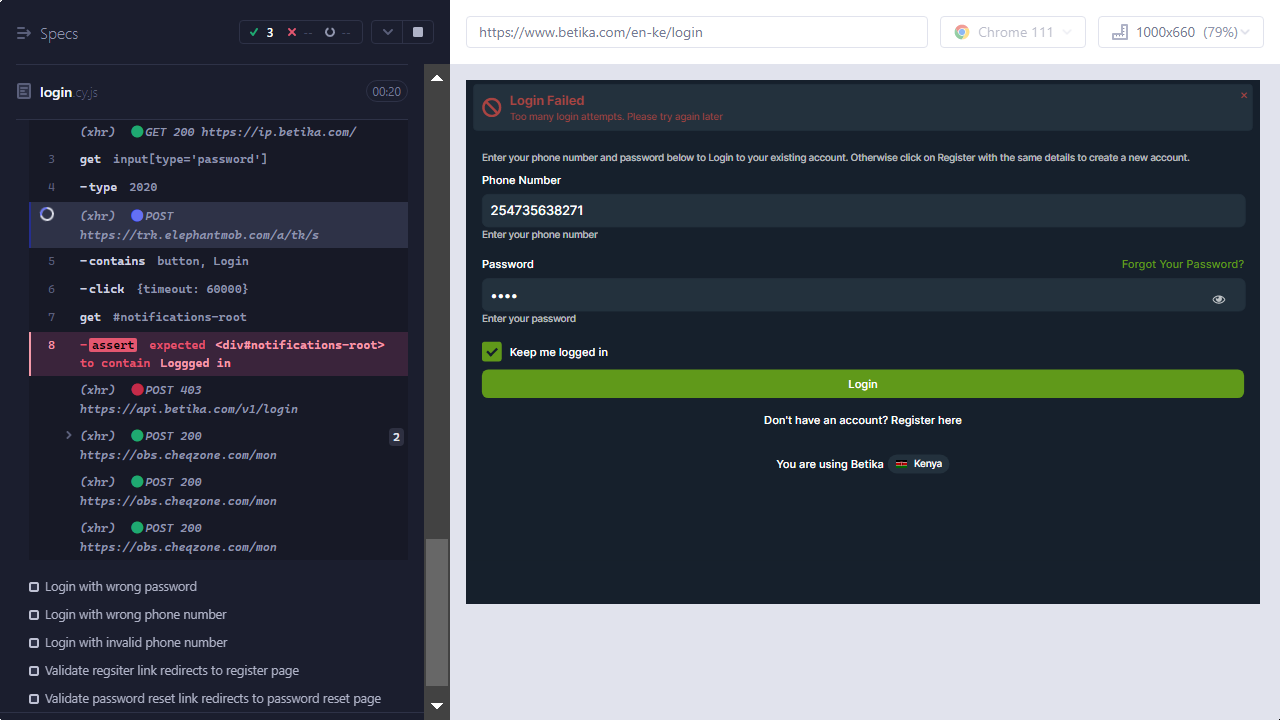 Specs
3
--
--
https://www.betika.com/en-ke/login
Chrome 111
1000x660 (79%)
login.cy.js
00:20
(xhr) GET 200 https://ip.betika.com/
3 get input[type='password']
4 -type 2020
(xhr) POST
https://trk.elephantmob.com/a/tk/s
5 -contains button, Login
6 -click {timeout: 60000}
7 get #notifications-root
8 -assert expected <div#notifications-root>
to contain Loggged in
(xhr) POST 403
https://api.betika.com/v1/login
(xhr) POST 200
2
https://obs.cheqzone.com/mon
(xhr) POST 200
https://obs.cheqzone.com/mon
(xhr) POST 200
https://obs.cheqzone.com/mon
Login with wrong password
Login with wrong phone number
Login with invalid phone number
Validate regsiter link redirects to register page
Validate password reset link redirects to password reset page
Login Failed
Too many login attempts. Please try again later
×
Enter your phone number and password below to Login to your existing account. Otherwise click on Register with the same details to create a new account.
Phone Number
254735638271
Enter your phone number
Password
Forgot Your Password?
••••
Enter your password
Keep me logged in
Login
Don't have an account? Register here
You are using Betika Kenya